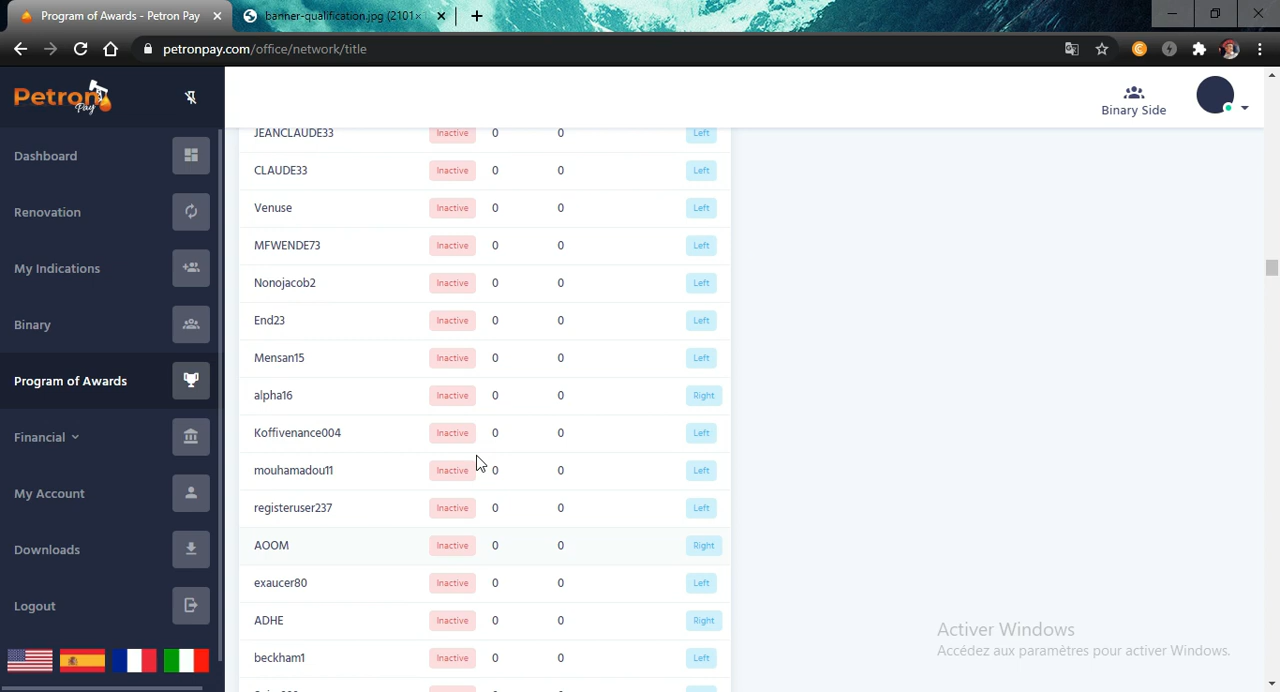 Program of Awards - Petron Pay
banner-qualification.jpg (2101×
petronpay.com/office/network/title
Petron Pay
Binary Side
Dashboard
Renovation
My Indications
Binary
Program of Awards
Financial
My Account
Downloads
Logout
JEANCLAUDE33 Inactive 0 0 Left
CLAUDE33 Inactive 0 0 Left
Venuse Inactive 0 0 Left
MFWENDE73 Inactive 0 0 Left
Nonojacob2 Inactive 0 0 Left
End23 Inactive 0 0 Left
Mensan15 Inactive 0 0 Left
alpha16 Inactive 0 0 Right
Koffivenance004 Inactive 0 0 Left
mouhamadou11 Inactive 0 0 Left
registeruser237 Inactive 0 0 Left
AOOM Inactive 0 0 Right
exaucer80 Inactive 0 0 Left
ADHE Inactive 0 0 Right
beckham1 Inactive 0 0 Left
Activer Windows
Accédez aux paramètres pour activer Windows.